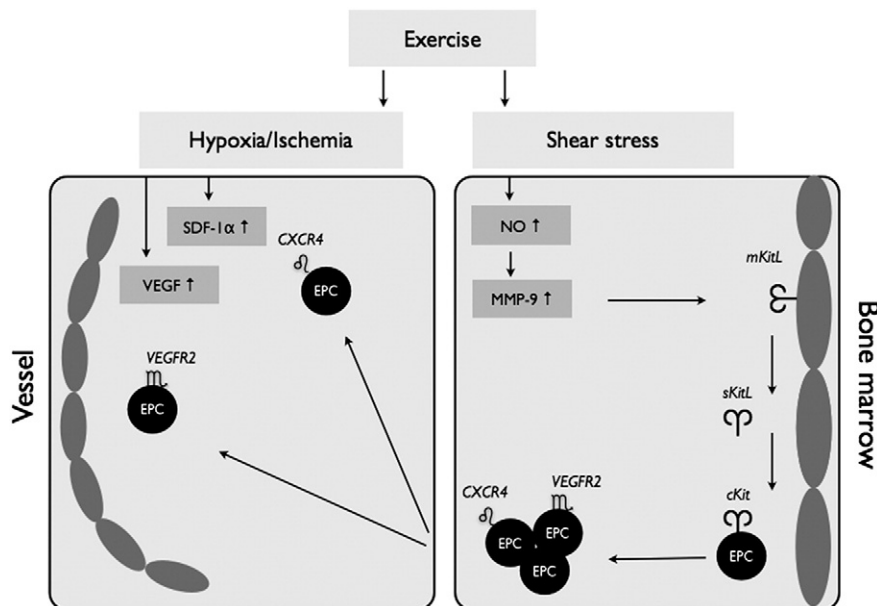 Exercise
Hypoxia/Ischemia
Shear stress
SDF-1α ↑
VEGF ↑
CXCR4
EPC
VEGFR2
EPC
Vessel
NO ↑
MMP-9 ↑
mKitL
sKitL
cKit
EPC
CXCR4
VEGFR2
EPC
EPC
EPC
Bone marrow